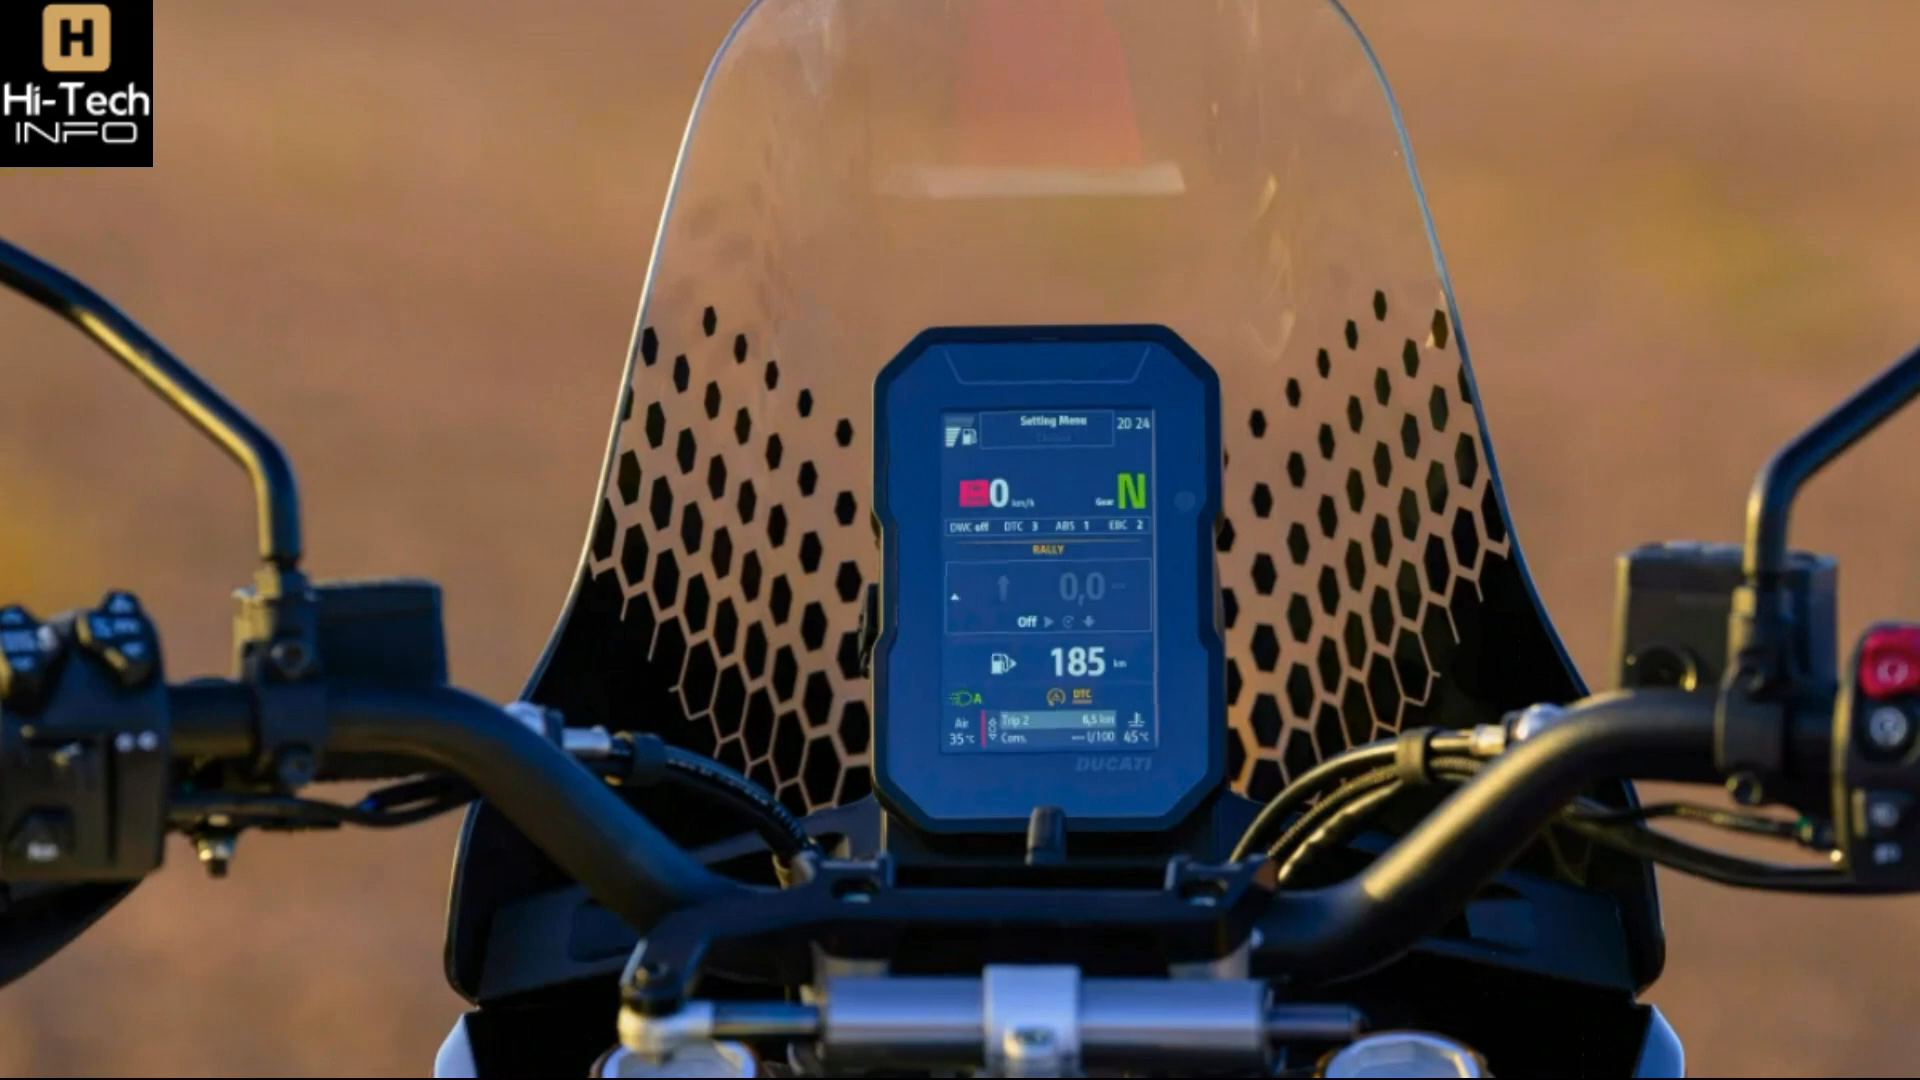 H
Hi-Tech
INFO
Setting Menu
20 24
0 km/h
Gear N
DWC off DTC 3 ABS 1 EBC 2
RALLY
0,0
Off
185 km
A
DTC
Air
35°C
Trip 2 6,5 km
Cons. --- l/100
45°C
DUCATI